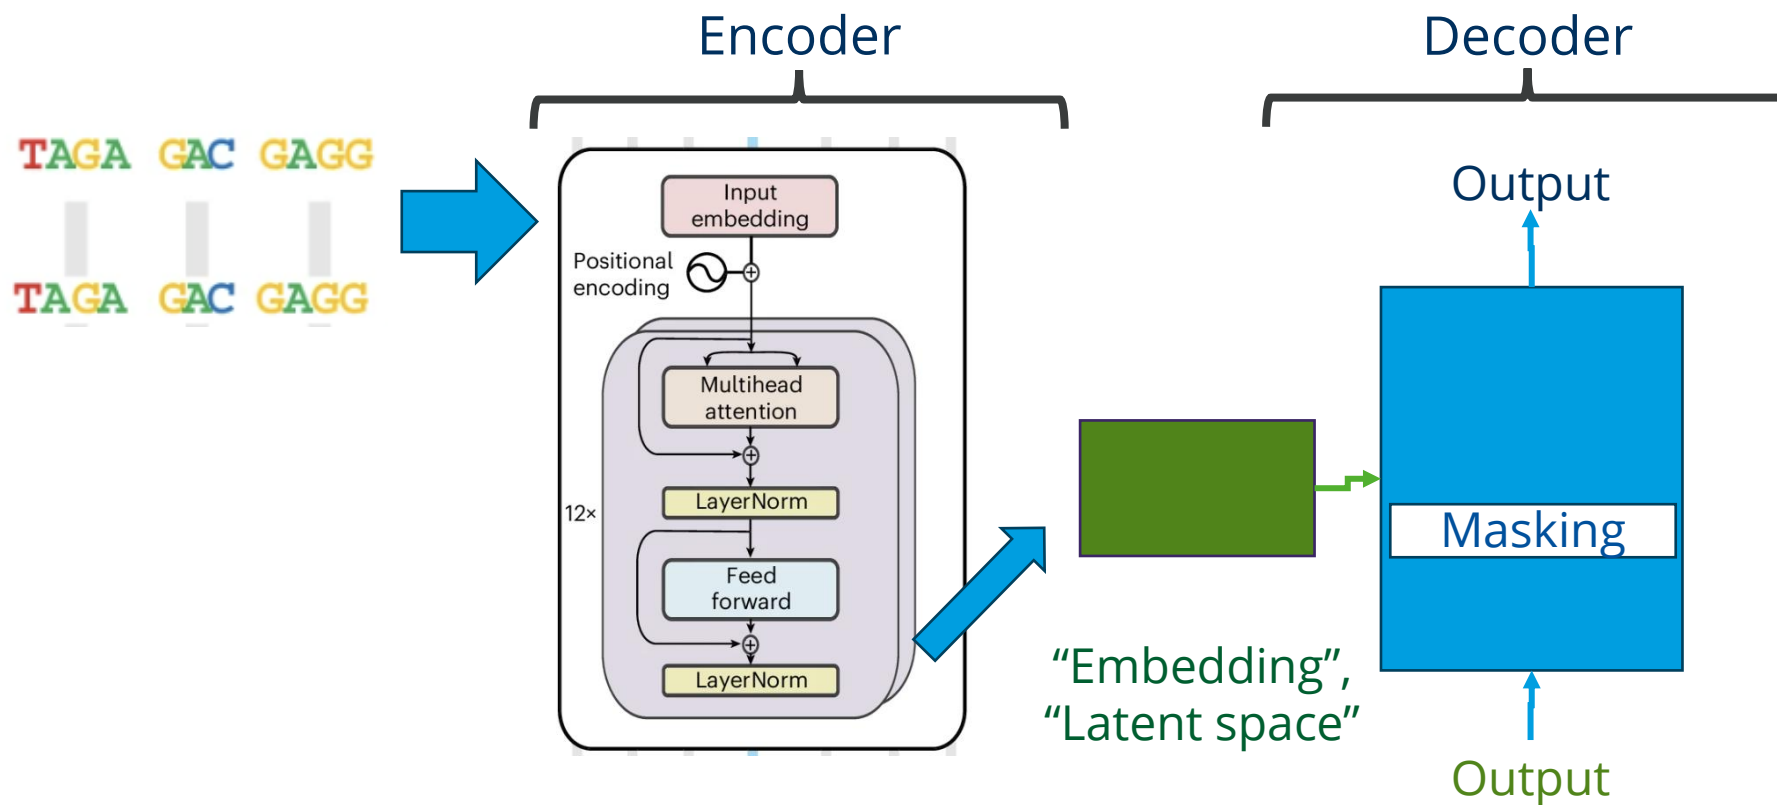 Encoder
Decoder
TAGA GAC GAGG
TAGA GAC GAGG
Input
embedding
Positional
encoding
Multihead
attention
LayerNorm
12×
Feed
forward
LayerNorm
“Embedding”,
“Latent space”
Output
Masking
Output